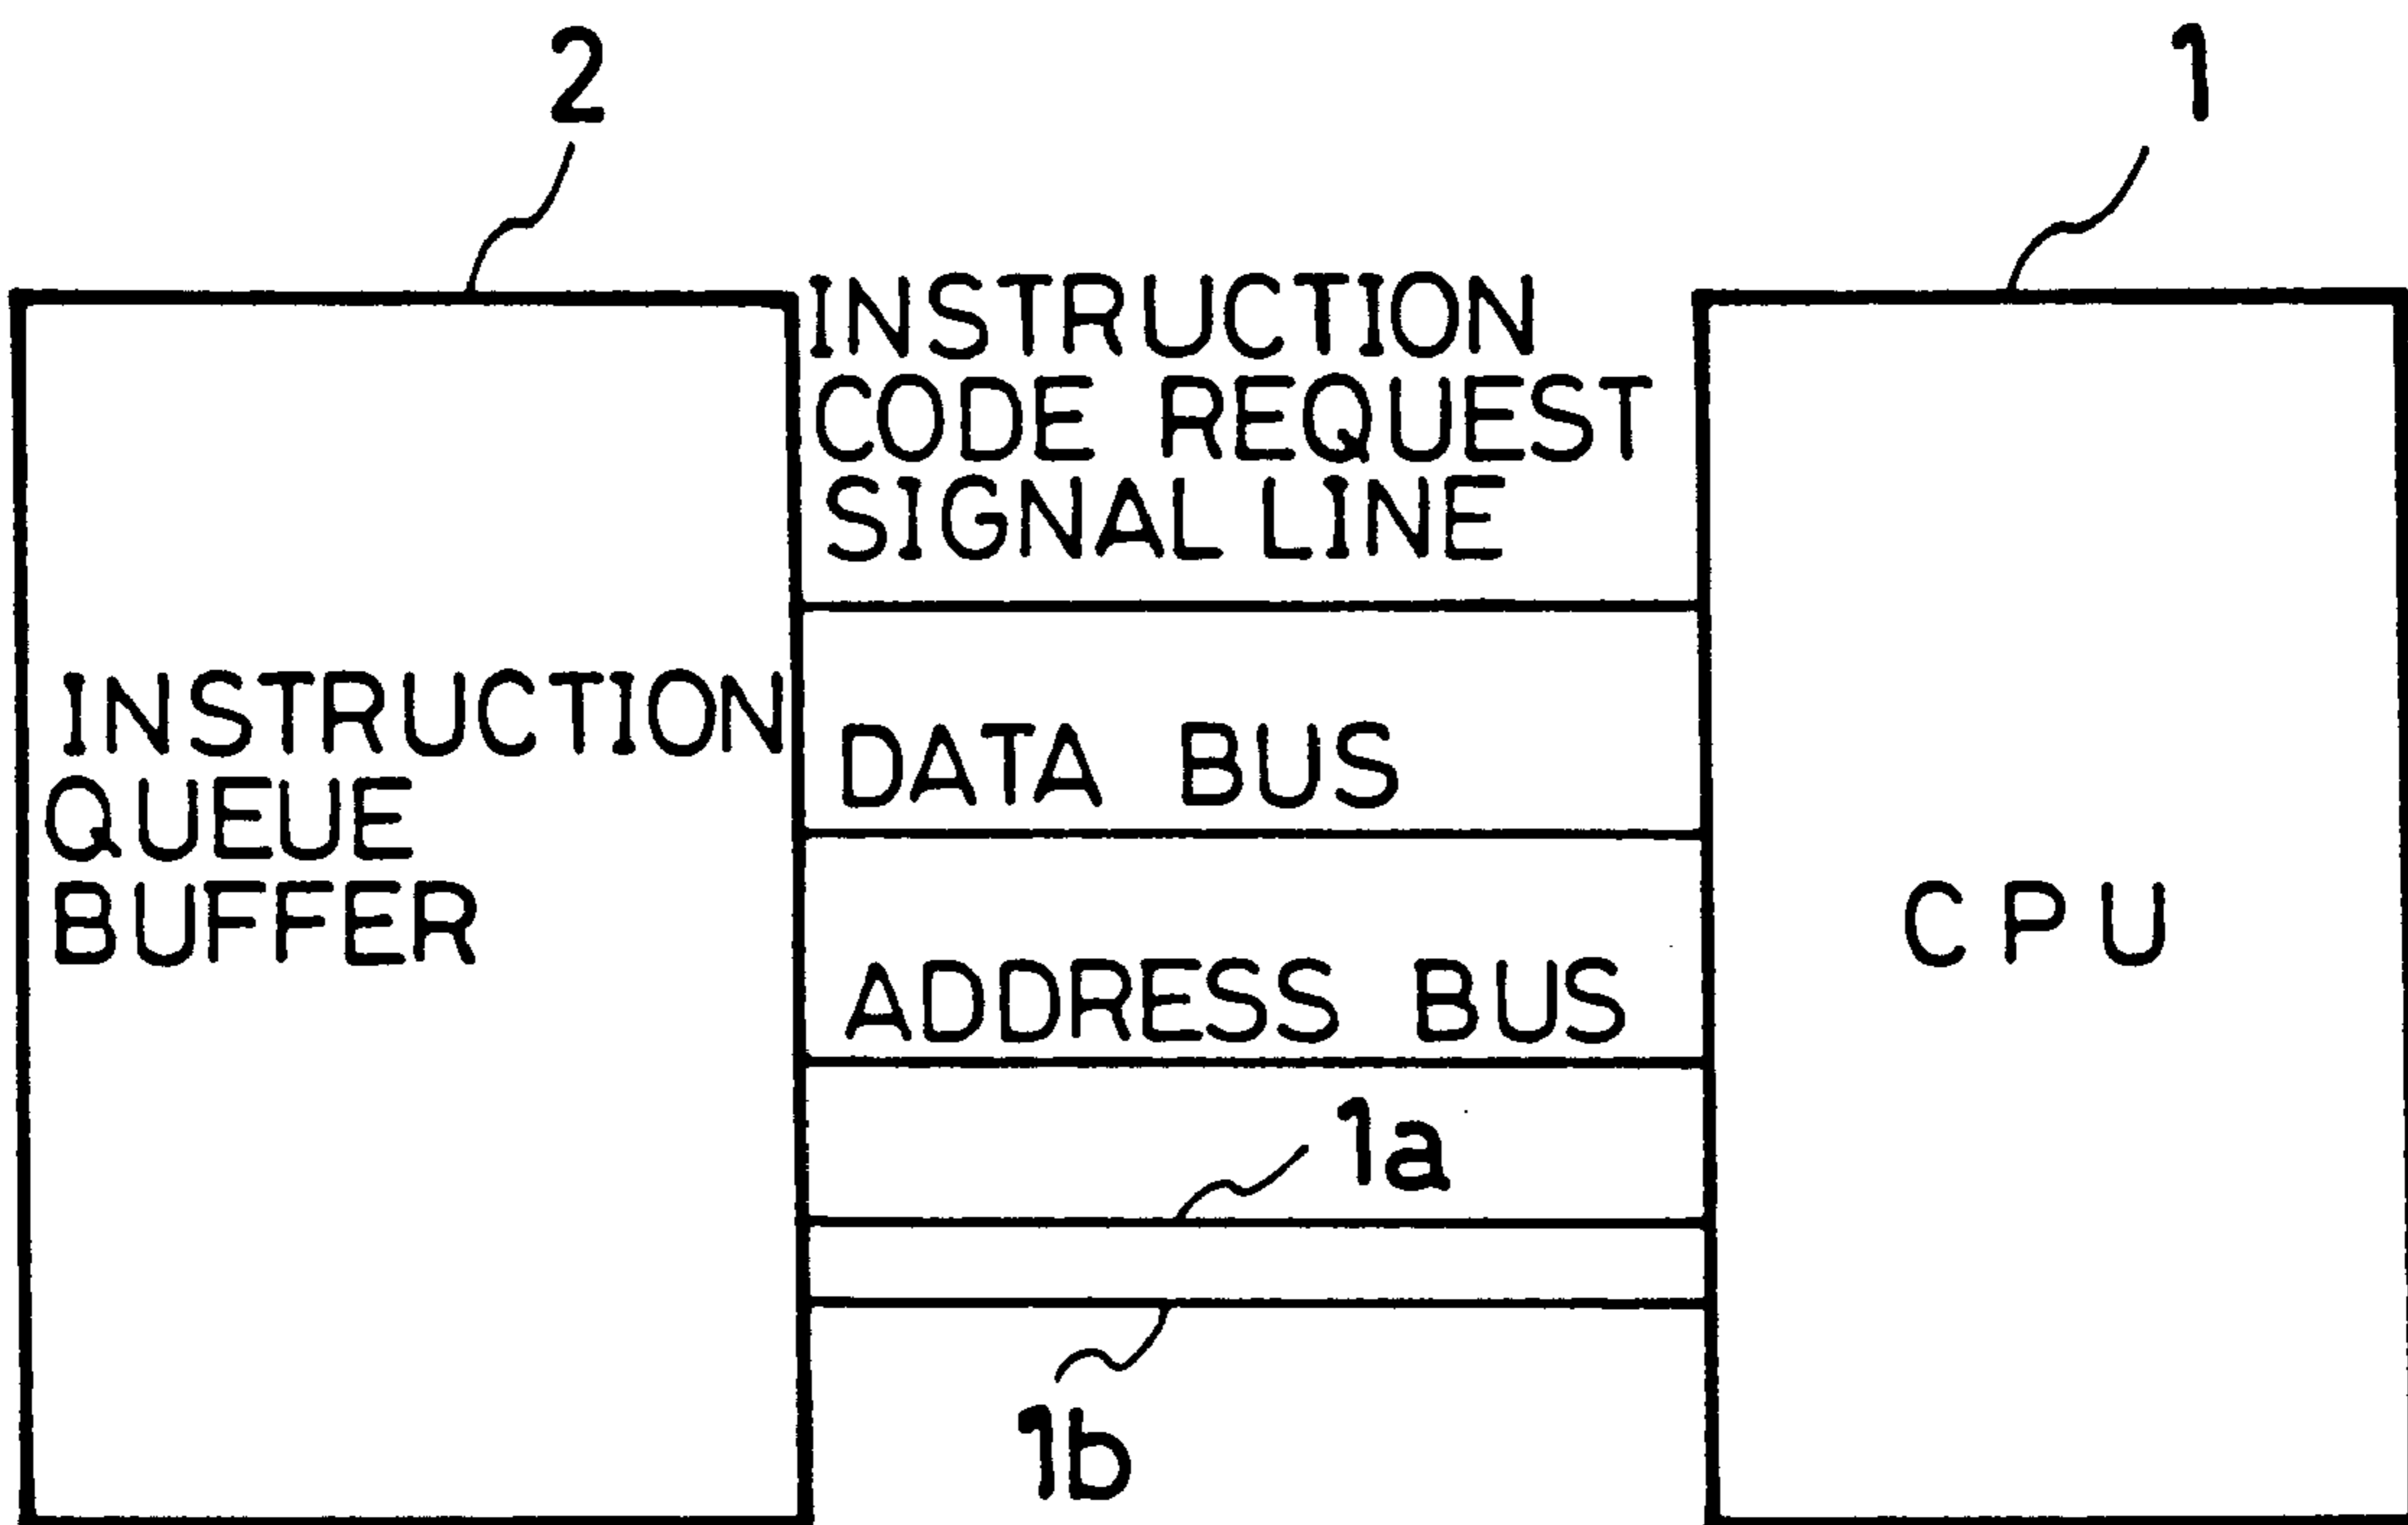 2
1
INSTRUCTION
CODE REQUEST
SIGNAL LINE
INSTRUCTION
QUEUE
BUFFER
DATA BUS
ADDRESS BUS
CPU
1a
1b